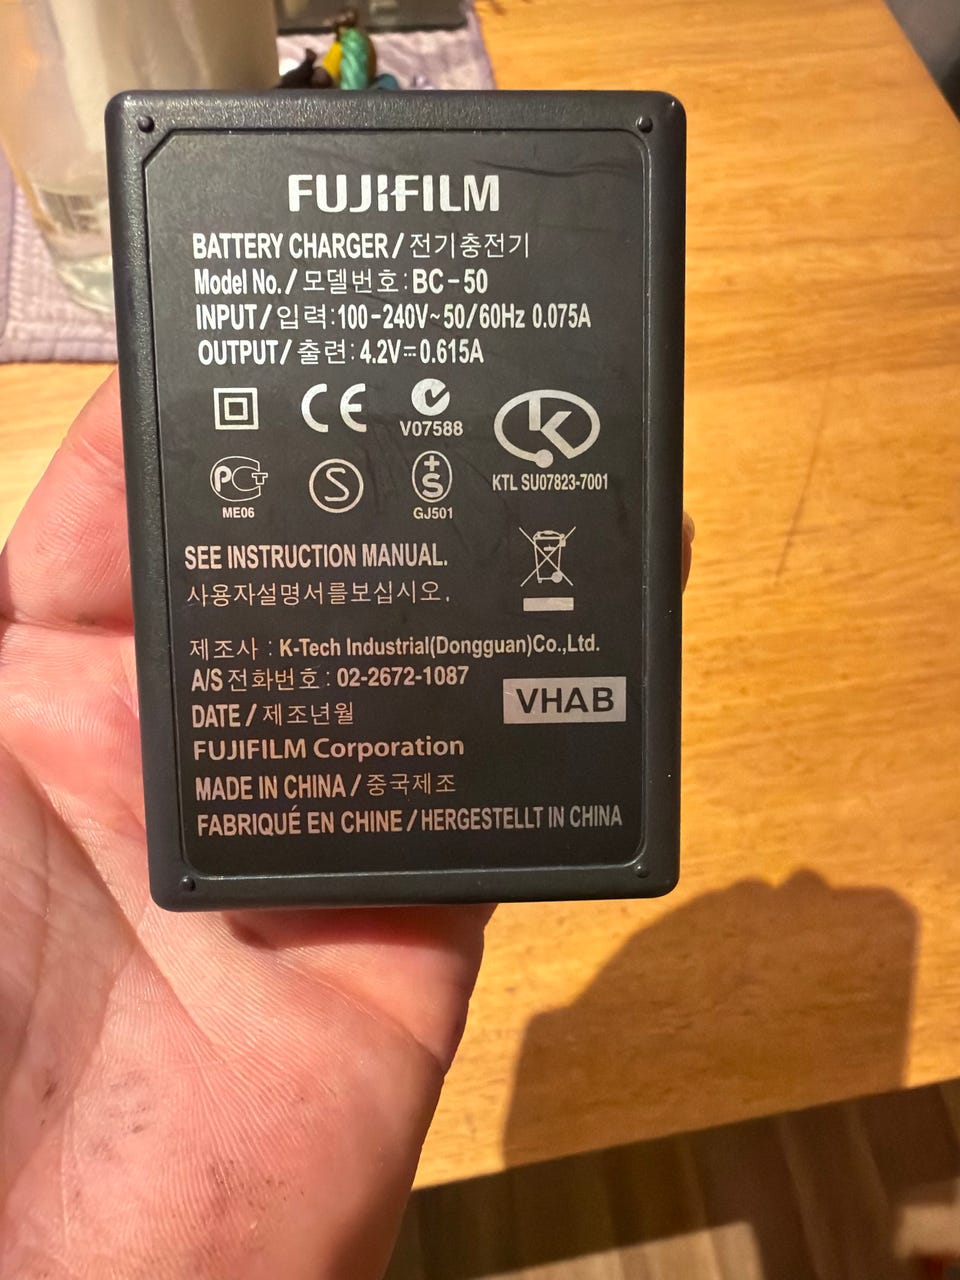 FUJIFILM
BATTERY CHARGER / 전기충전기
Model No. / 모델번호 : BC-50
INPUT / 입력 : 100-240V~50/60Hz 0.075A
OUTPUT / 출련 : 4.2V⎓0.615A
CE
V07588
KTL SU07823-7001
PCT
ME06
S
+S
GJ501
SEE INSTRUCTION MANUAL.
사용자설명서를보십시오.
제조사 : K-Tech Industrial(Dongguan)Co.,Ltd.
A/S 전화번호 : 02-2672-1087
DATE / 제조년월
VHAB
FUJIFILM Corporation
MADE IN CHINA / 중국제조
FABRIQUÉ EN CHINE / HERGESTELLT IN CHINA